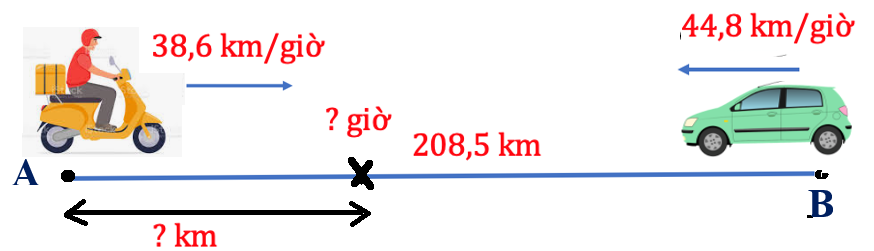 44,8 km/giờ
38,6 km/giờ
? giờ
208,5 km
A
B
? km